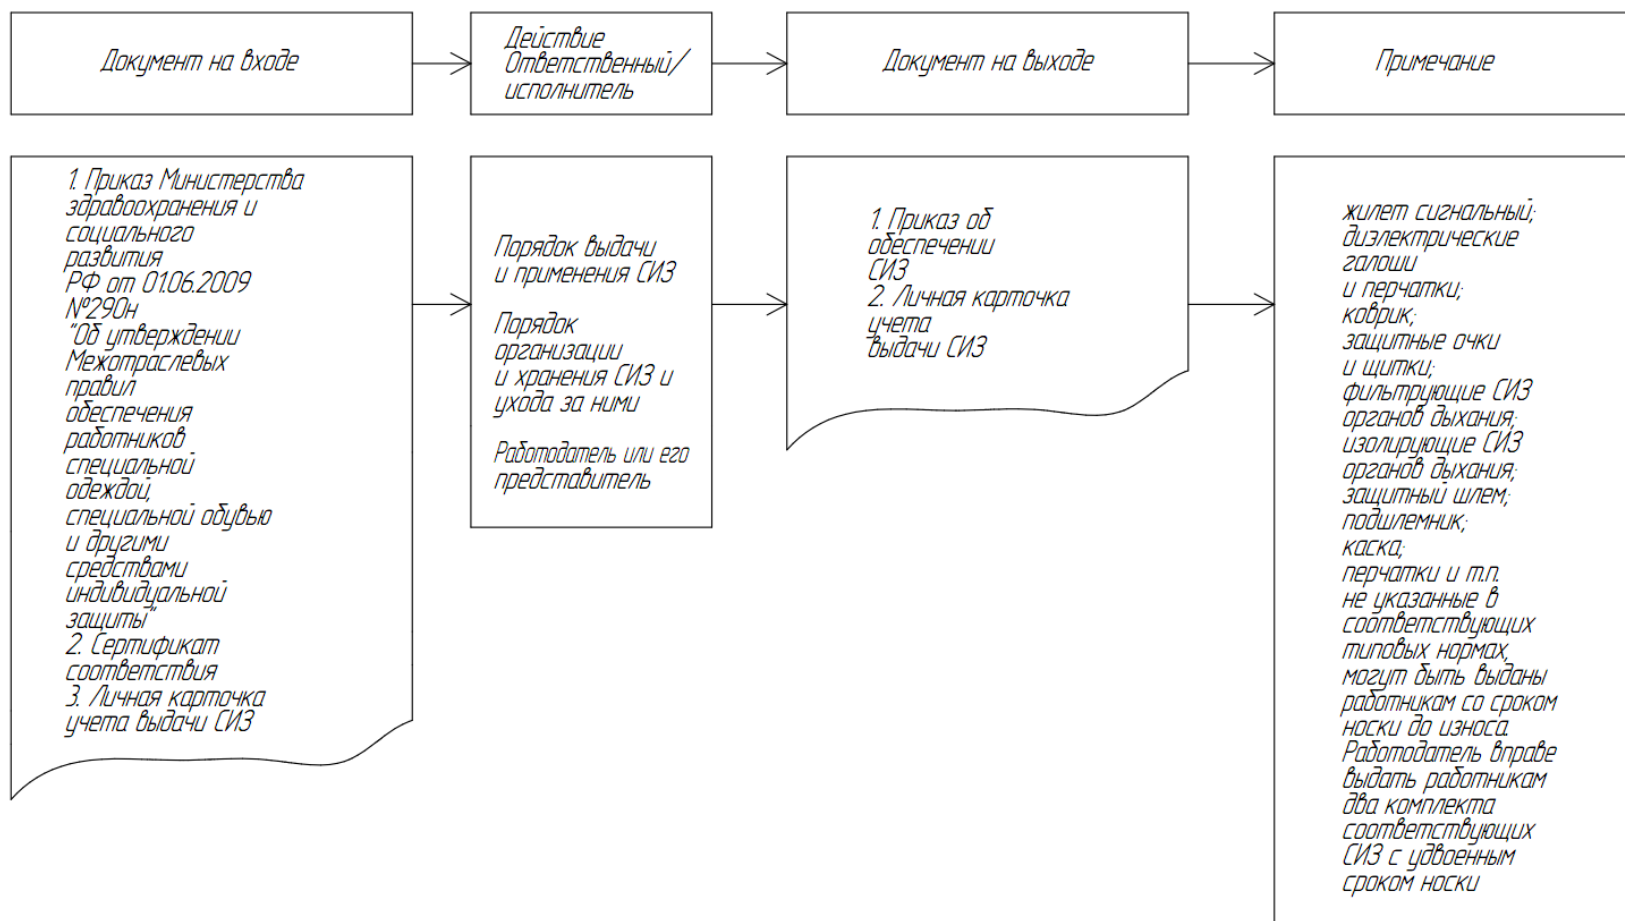 Документ на входе
Действие
Ответственный/
исполнитель
Документ на выходе
Примечание
1. Приказ Министерства
здравоохранения и
социального
развития
РФ от 01.06.2009
№290н
"Об утверждении
Межотраслевых
правил
обеспечения
работников
специальной
одеждой,
специальной обувью
и другими
средствами
индивидуальной
защиты"
2. Сертификат
соответствия
3. Личная карточка
учета выдачи СИЗ
Порядок выдачи
и применения СИЗ
Порядок
организации
и хранения СИЗ и
ухода за ними
Работодатель или его
представитель
1. Приказ об
обеспечении
СИЗ
2. Личная карточка
учета
выдачи СИЗ
жилет сигнальный;
диэлектрические
галоши
и перчатки;
коврик;
защитные очки
и щитки;
фильтрующие СИЗ
органов дыхания;
изолирующие СИЗ
органов дыхания;
защитный шлем;
подшлемник;
каска;
перчатки и т.п.
не указанные в
соответствующих
типовых нормах,
могут быть выданы
работникам со сроком
носки до износа.
Работодатель вправе
выдать работникам
два комплекта
соответствующих
СИЗ с удвоенным
сроком носки